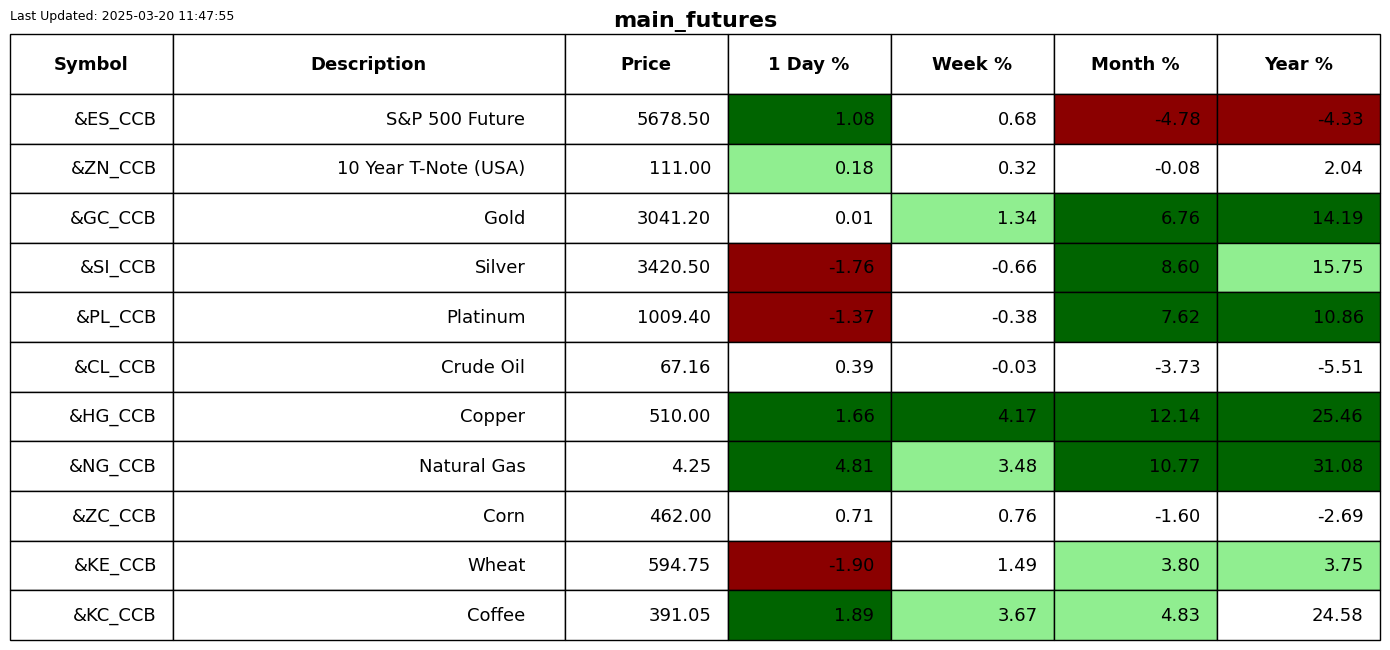 Last Updated: 2025-03-20 11:47:55
main_futures
Symbol Description Price 1 Day % Week % Month % Year %
&ES_CCB S&P 500 Future 5678.50 1.08 0.68 -4.78 -4.33
&ZN_CCB 10 Year T-Note (USA) 111.00 0.18 0.32 -0.08 2.04
&GC_CCB Gold 3041.20 0.01 1.34 6.76 14.19
&SI_CCB Silver 3420.50 -1.76 -0.66 8.60 15.75
&PL_CCB Platinum 1009.40 -1.37 -0.38 7.62 10.86
&CL_CCB Crude Oil 67.16 0.39 -0.03 -3.73 -5.51
&HG_CCB Copper 510.00 1.66 4.17 12.14 25.46
&NG_CCB Natural Gas 4.25 4.81 3.48 10.77 31.08
&ZC_CCB Corn 462.00 0.71 0.76 -1.60 -2.69
&KE_CCB Wheat 594.75 -1.90 1.49 3.80 3.75
&KC_CCB Coffee 391.05 1.89 3.67 4.83 24.58